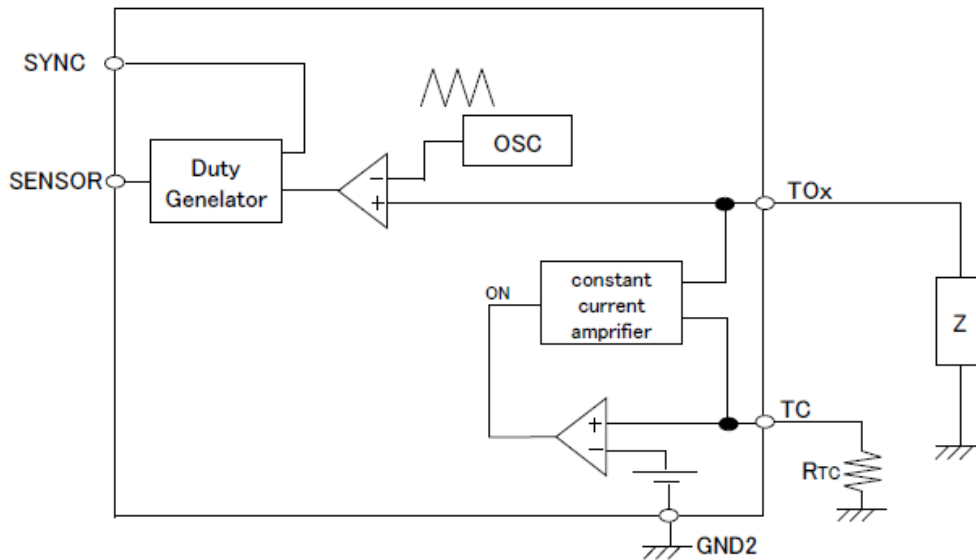 SYNC
OSC
SENSOR
Duty
Genelator
−
+
TOx
constant
current
amprifier
ON
Z
TC
+
−
RTC
GND2